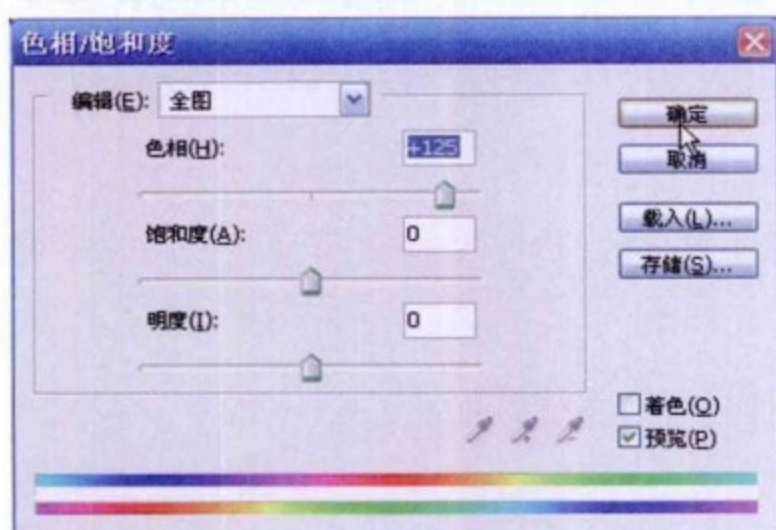 色相/饱和度
编辑(E): 全图
确定
色相(H): +125
取消
饱和度(A): 0
载入(L)...
存储(S)...
明度(I): 0
着色(O)
预览(P)